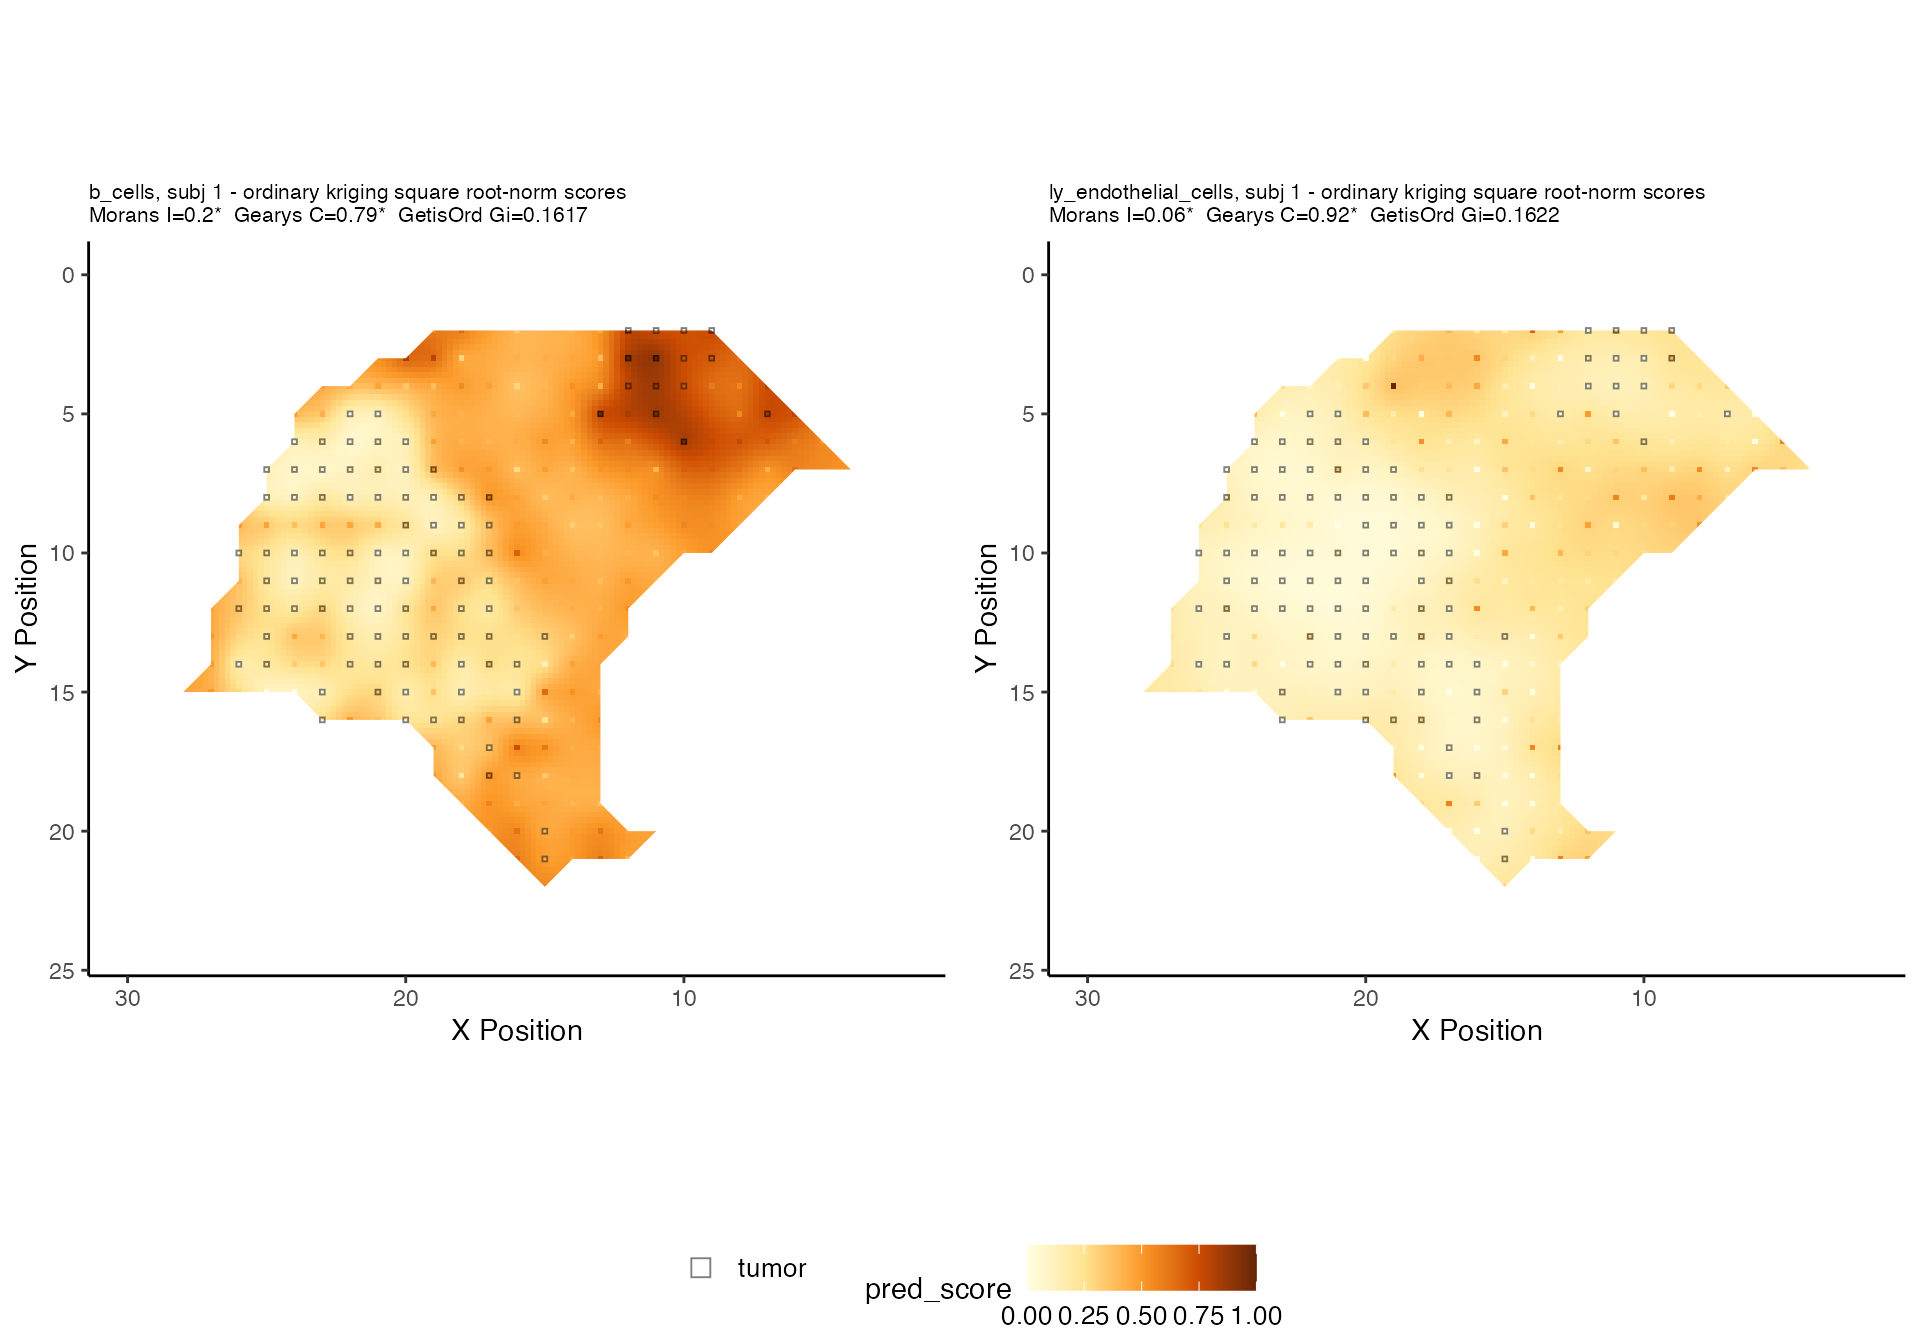 b_cells, subj 1 - ordinary kriging square root-norm scores
Morans I=0.2*  Gearys C=0.79*  GetisOrd Gi=0.1617
0
5
10
15
20
25
Y Position
30
20
10
X Position
ly_endothelial_cells, subj 1 - ordinary kriging square root-norm scores
Morans I=0.06*  Gearys C=0.92*  GetisOrd Gi=0.1622
0
5
10
15
20
25
Y Position
30
20
10
X Position
tumor
pred_score
0.00 0.25 0.50 0.75 1.00